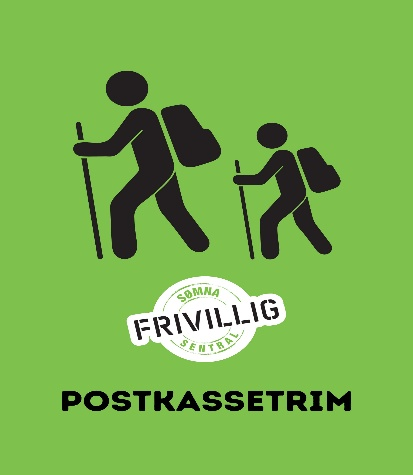 SØMNA
FRIVILLIG
SENTRAL
POSTKASSETRIM